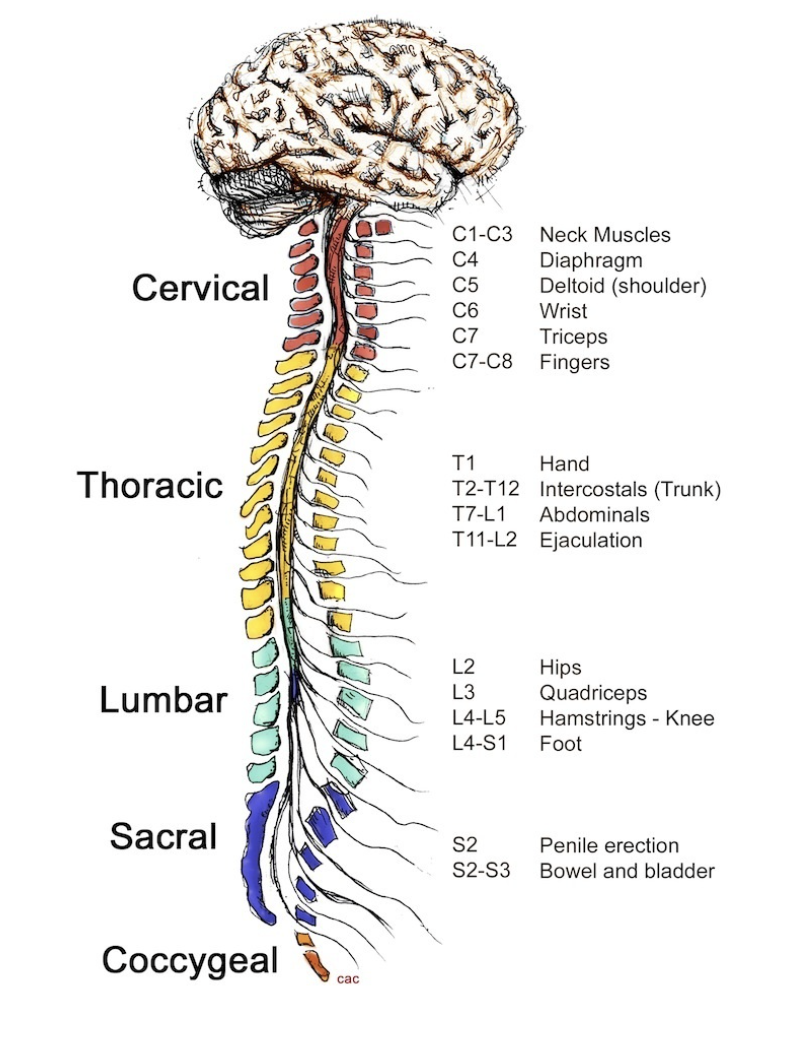 Cervical
C1-C3 Neck Muscles
C4 Diaphragm
C5 Deltoid (shoulder)
C6 Wrist
C7 Triceps
C7-C8 Fingers
Thoracic
T1 Hand
T2-T12 Intercostals (Trunk)
T7-L1 Abdominals
T11-L2 Ejaculation
Lumbar
L2 Hips
L3 Quadriceps
L4-L5 Hamstrings - Knee
L4-S1 Foot
Sacral
S2 Penile erection
S2-S3 Bowel and bladder
Coccygeal
cac